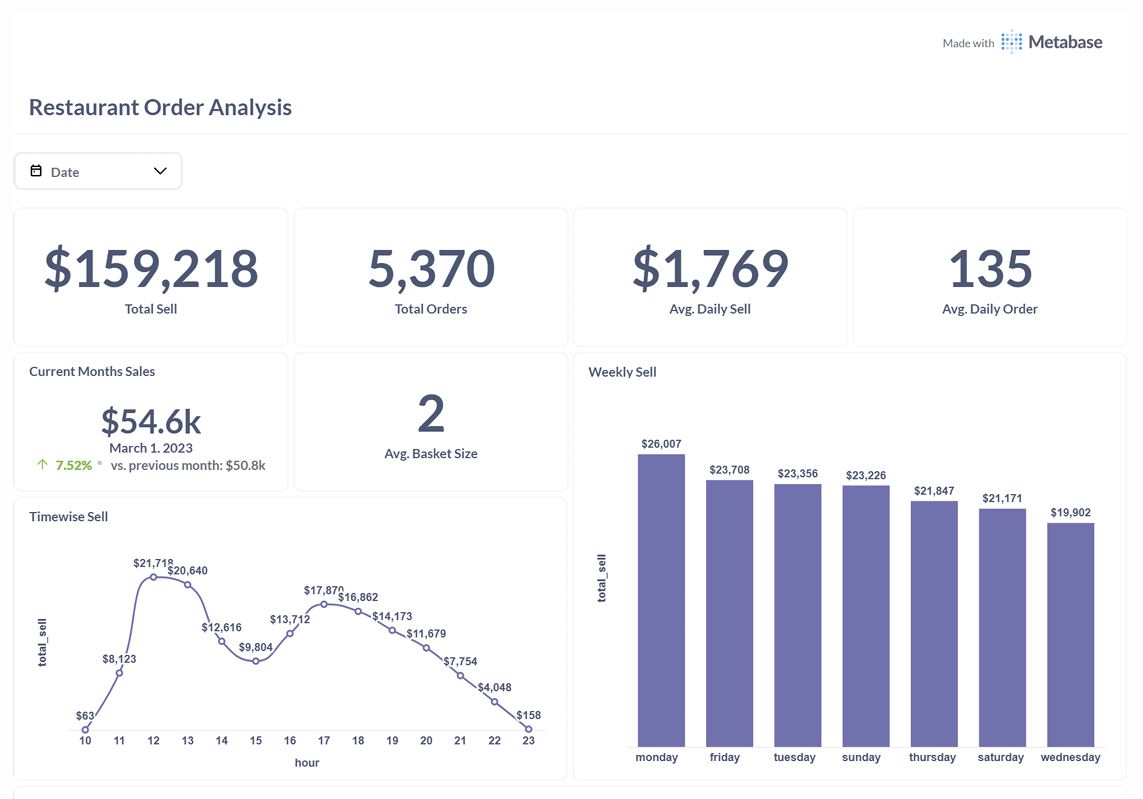 Made with Metabase
Restaurant Order Analysis
Date
$159,218
Total Sell
5,370
Total Orders
$1,769
Avg. Daily Sell
135
Avg. Daily Order
Current Months Sales
$54.6k
March 1, 2023
7.52% • vs. previous month: $50.8k
2
Avg. Basket Size
Weekly Sell
total_sell
$26,007
$23,708
$23,356
$23,226
$21,847
$21,171
$19,902
monday friday tuesday sunday thursday saturday wednesday
Timewise Sell
total_sell
$63
$8,123
$21,718
$20,640
$12,616
$9,804
$13,712
$17,870
$16,862
$14,173
$11,679
$7,754
$4,048
$158
10 11 12 13 14 15 16 17 18 19 20 21 22 23
hour